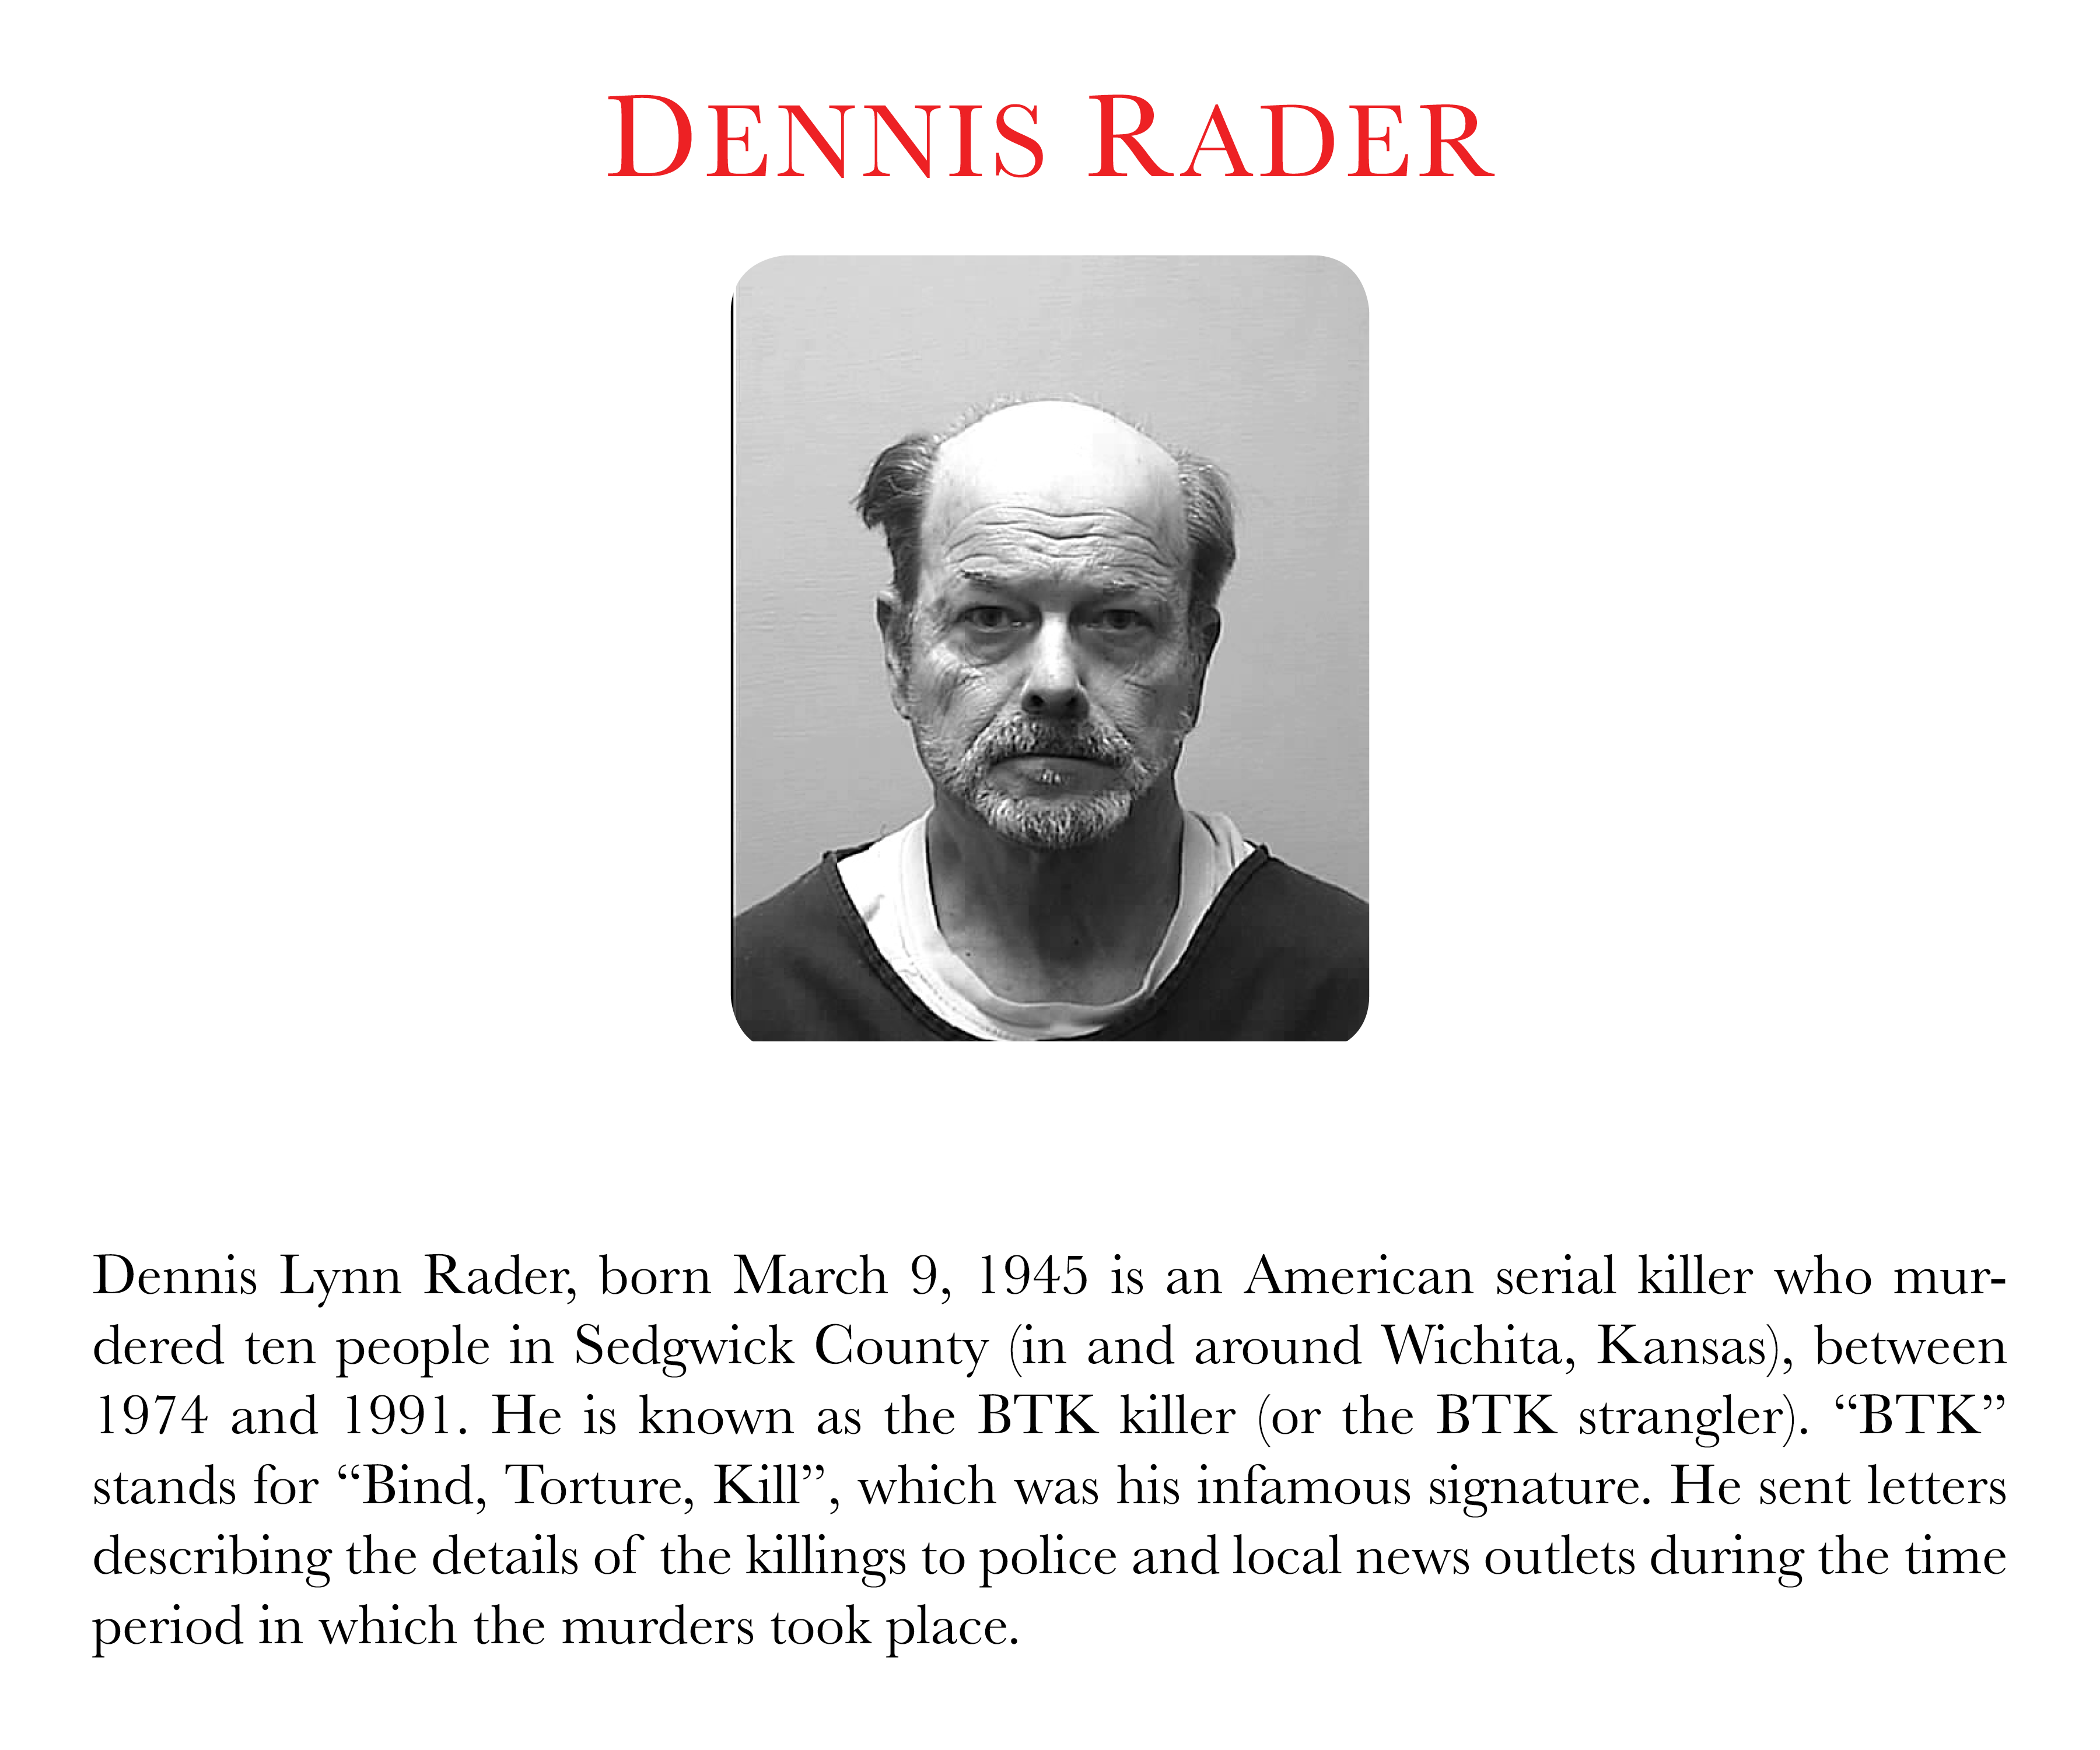 DENNIS RADER
Dennis Lynn Rader, born March 9, 1945 is an American serial killer who mur-
dered ten people in Sedgwick County (in and around Wichita, Kansas), between
1974 and 1991. He is known as the BTK killer (or the BTK strangler). “BTK”
stands for “Bind, Torture, Kill”, which was his infamous signature. He sent letters
describing the details of the killings to police and local news outlets during the time
period in which the murders took place.